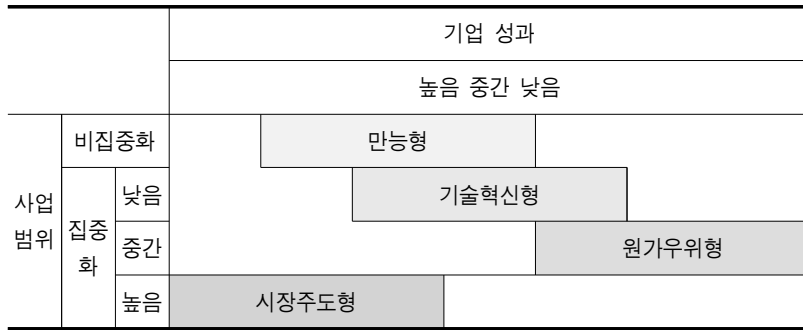 기업 성과
높음 중간 낮음
비집중화 만능형
사업
범위
집중
화
낮음 기술혁신형
중간 원가우위형
높음 시장주도형